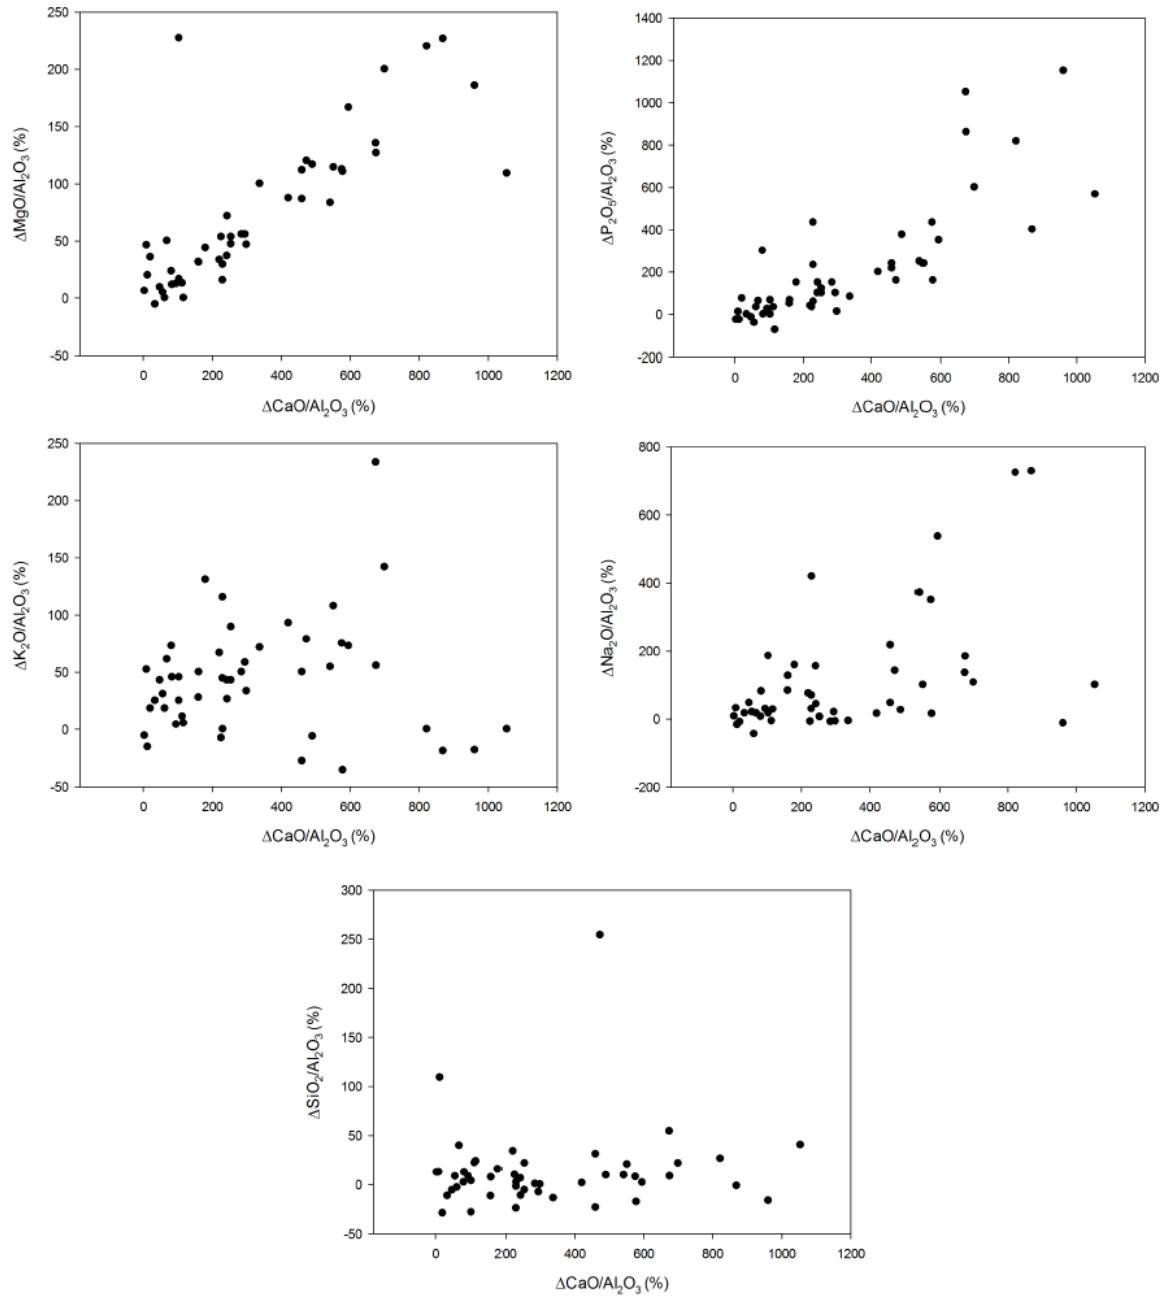 250
200
150
100
50
0
-50
ΔMgO/Al₂O₃ (%)
0 200 400 600 800 1000 1200
ΔCaO/Al₂O₃ (%)
1400
1200
1000
800
600
400
200
0
-200
ΔP₂O₅/Al₂O₃ (%)
0 200 400 600 800 1000 1200
ΔCaO/Al₂O₃ (%)
250
200
150
100
50
0
-50
ΔK₂O/Al₂O₃ (%)
0 200 400 600 800 1000 1200
ΔCaO/Al₂O₃ (%)
800
600
400
200
0
-200
ΔNa₂O/Al₂O₃ (%)
0 200 400 600 800 1000 1200
ΔCaO/Al₂O₃ (%)
300
250
200
150
100
50
0
-50
ΔSiO₂/Al₂O₃ (%)
0 200 400 600 800 1000 1200
ΔCaO/Al₂O₃ (%)